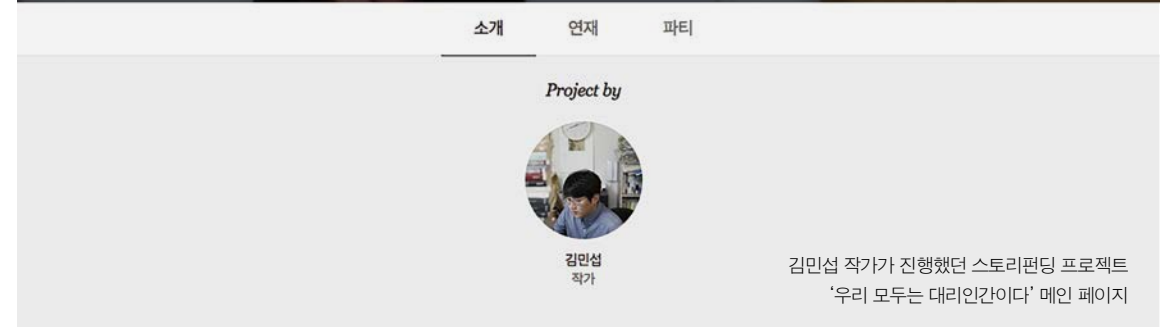 소개 연재 파티
Project by
김민섭
작가
김민섭 작가가 진행했던 스토리펀딩 프로젝트
‘우리 모두는 대리인간이다’ 메인 페이지